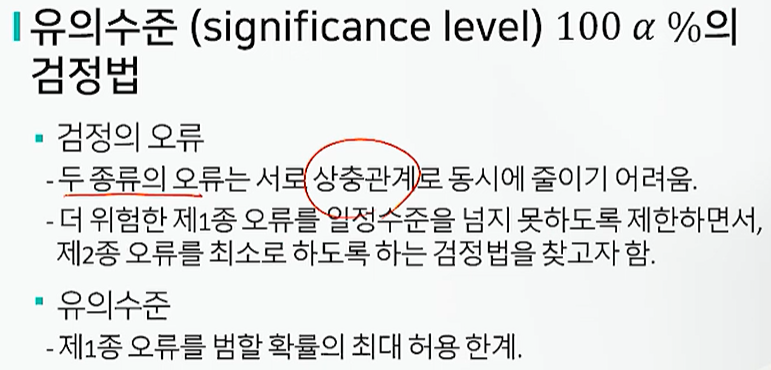 유의수준 (significance level) 100 α %의
검정법
▪ 검정의 오류
- 두 종류의 오류는 서로 상충관계로 동시에 줄이기 어려움.
- 더 위험한 제1종 오류를 일정수준을 넘지 못하도록 제한하면서,
제2종 오류를 최소로 하도록 하는 검정법을 찾고자 함.
▪ 유의수준
- 제1종 오류를 범할 확률의 최대 허용 한계.